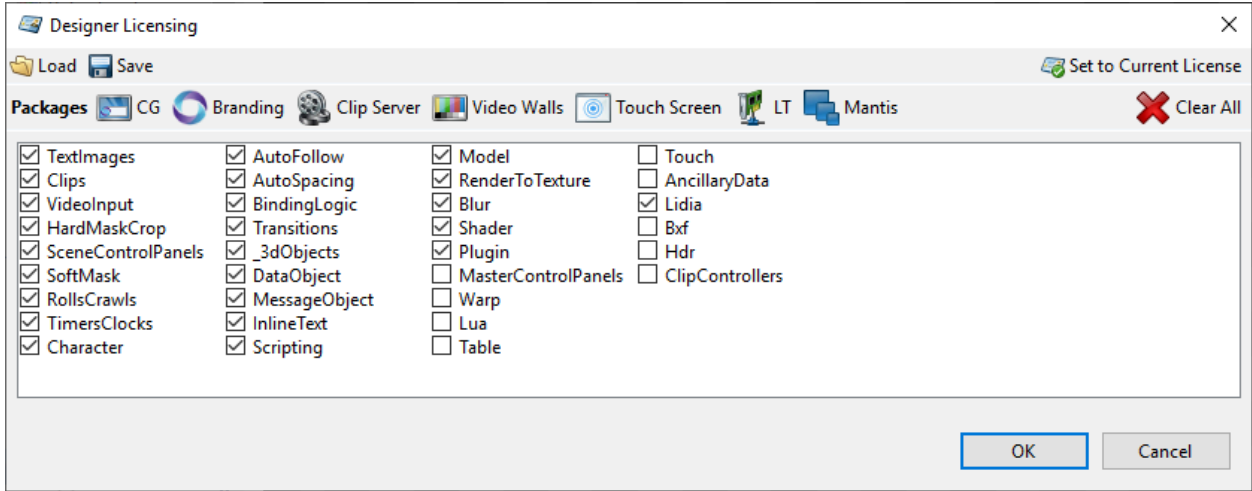 Designer Licensing
Load Save Set to Current License
Packages CG Branding Clip Server Video Walls Touch Screen LT Mantis Clear All
TextImages AutoFollow Model Touch
Clips AutoSpacing RenderToTexture AncillaryData
VideoInput BindingLogic Blur Lidia
HardMaskCrop Transitions Shader Bxf
SceneControlPanels _3dObjects Plugin Hdr
SoftMask DataObject MasterControlPanels ClipControllers
RollsCrawls MessageObject Warp
TimersClocks InlineText Lua
Character Scripting Table
OK Cancel